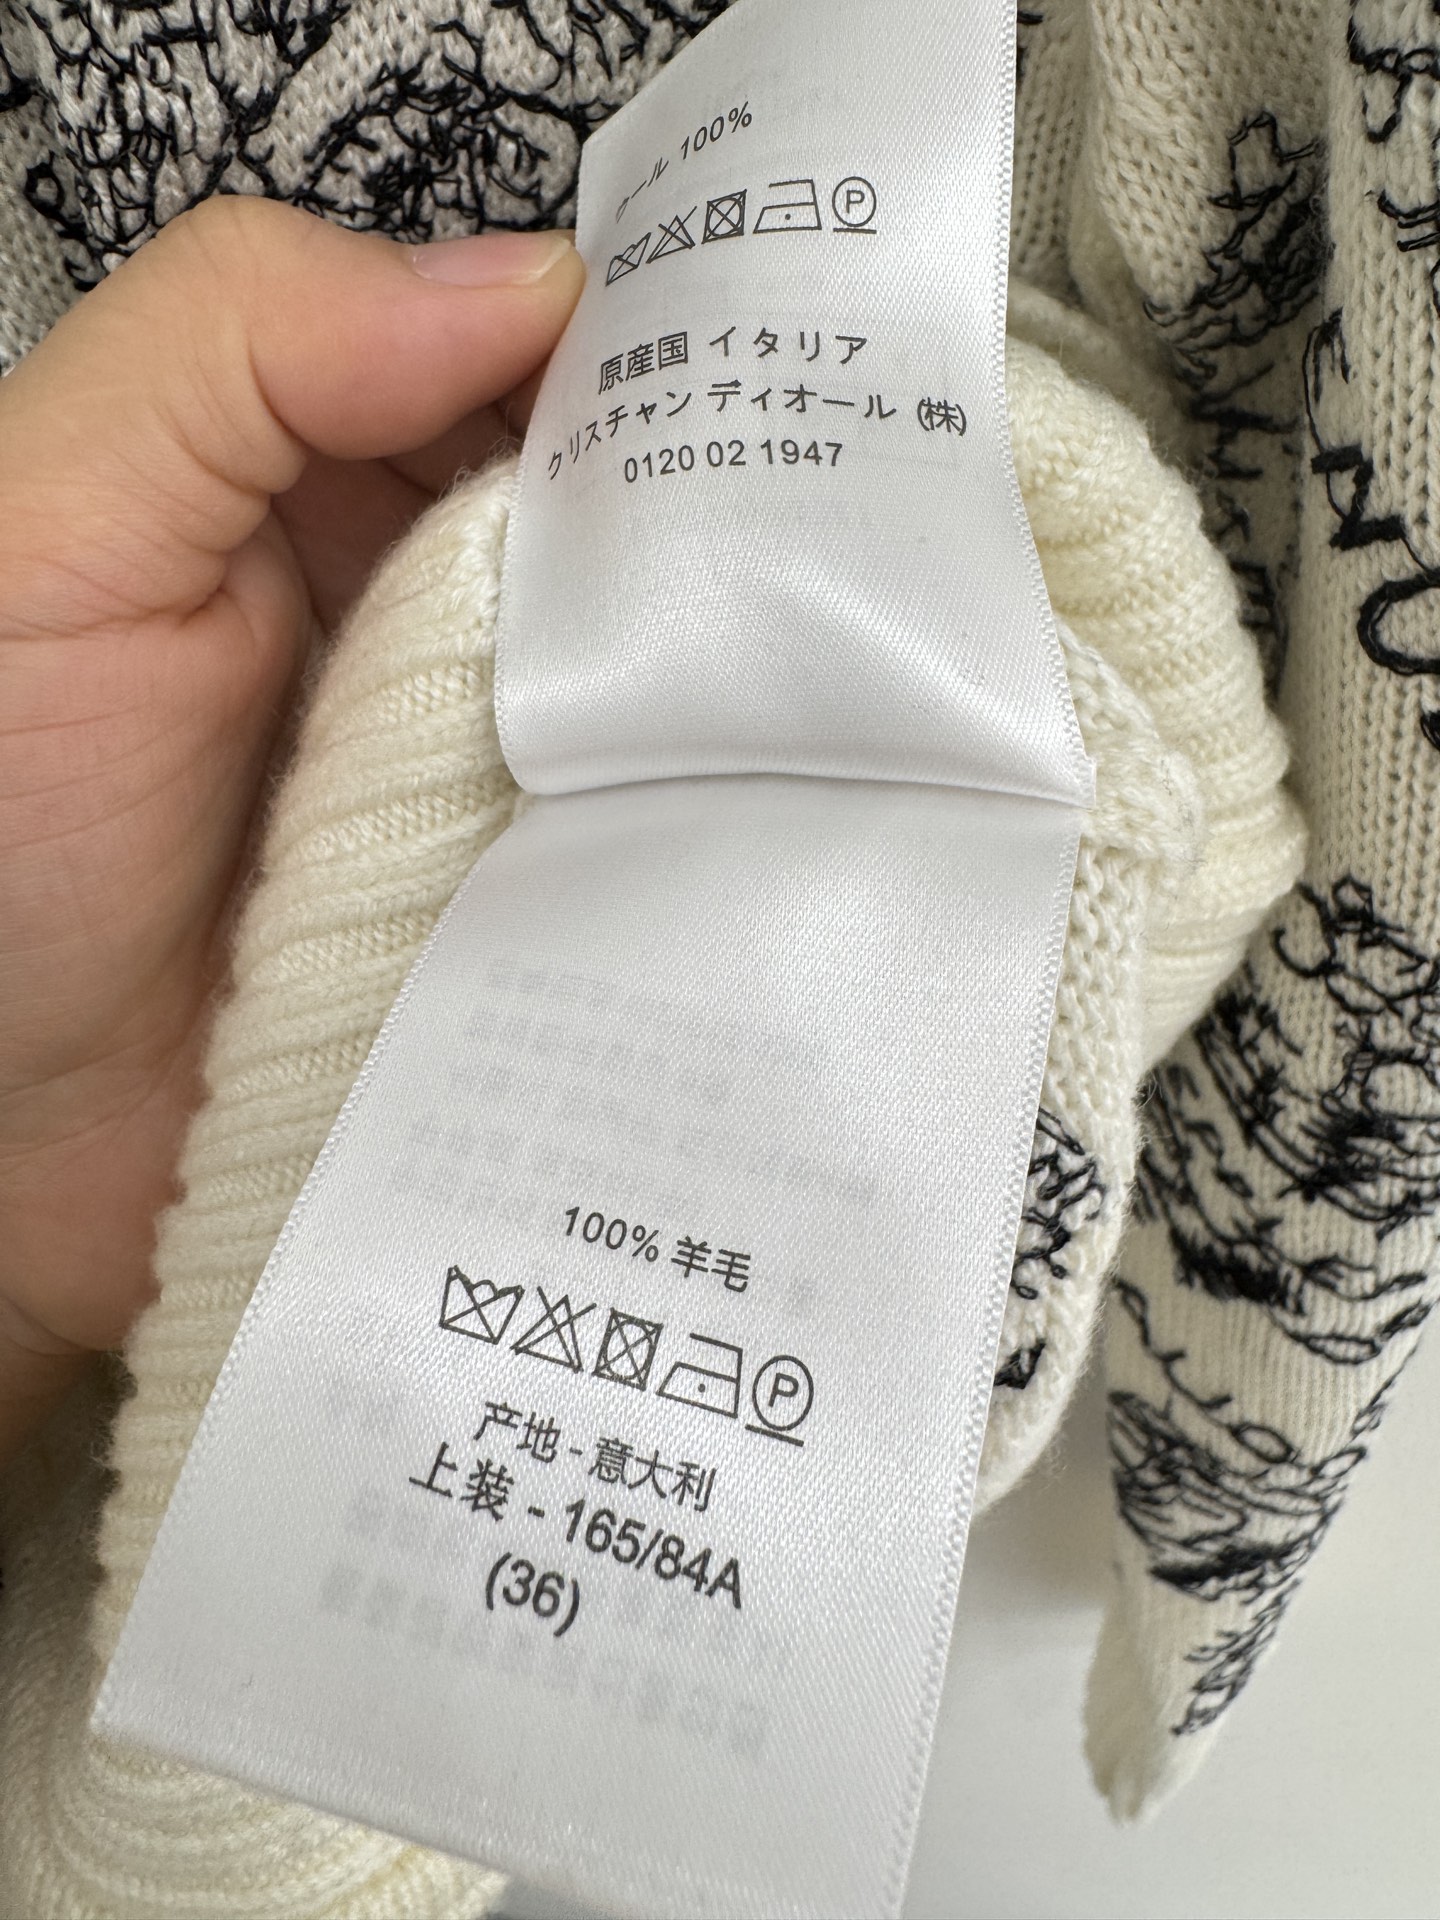 ウール 100%
原産国 イタリア
クリスチャン ディオール (株)
0120 02 1947
100% 羊毛
产地 - 意大利
上装 - 165/84A
(36)